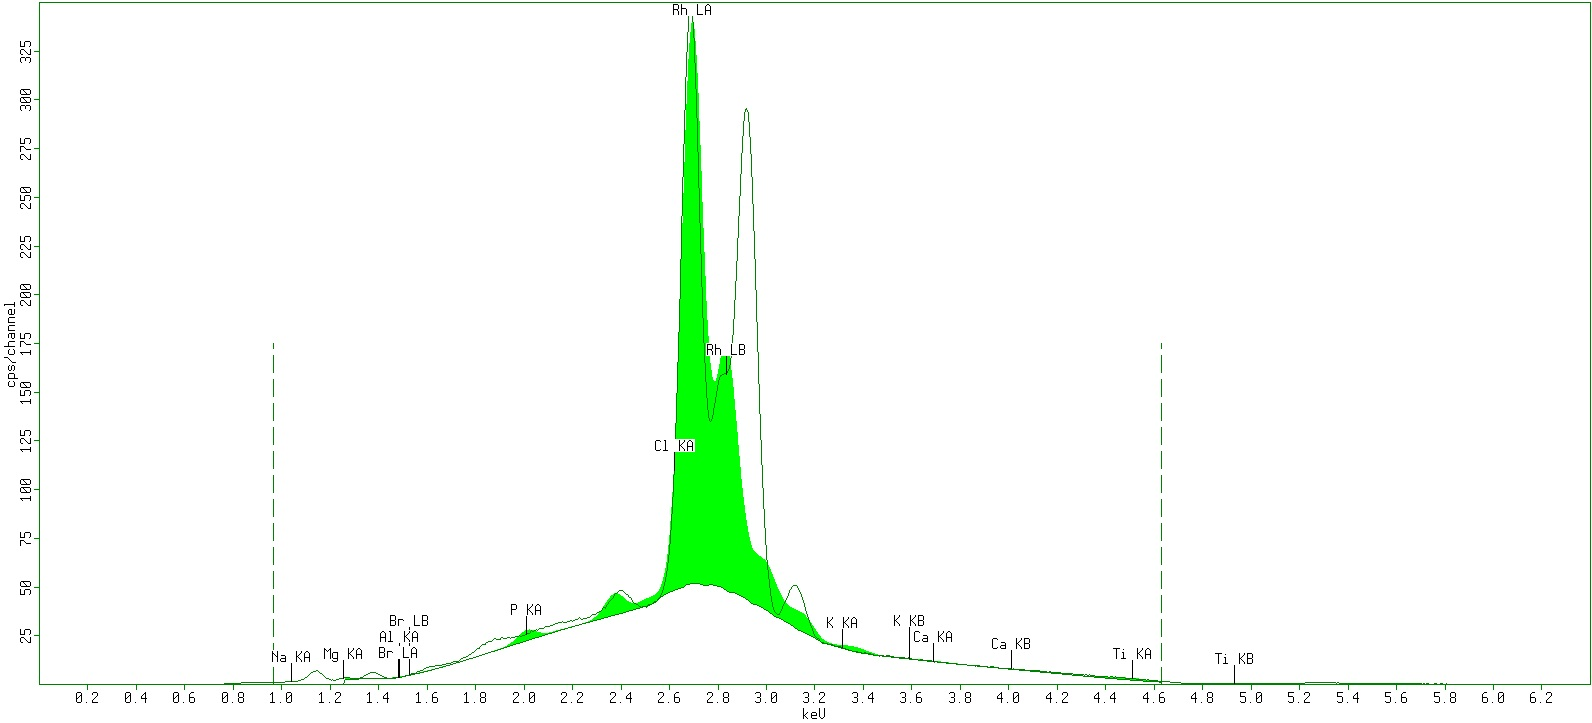 Rh LA
325
300
275
250
225
200
175
150
125
100
75
50
25
cps/channel
Rh LB
Cl KA
P KA
Br LB
Al KA
Br LA
Na KA
Mg KA
K KA
K KB
Ca KA
Ca KB
Ti KA
Ti KB
0.2 0.4 0.6 0.8 1.0 1.2 1.4 1.6 1.8 2.0 2.2 2.4 2.6 2.8 3.0 3.2 3.4 3.6 3.8 4.0 4.2 4.4 4.6 4.8 5.0 5.2 5.4 5.6 5.8 6.0 6.2
keV